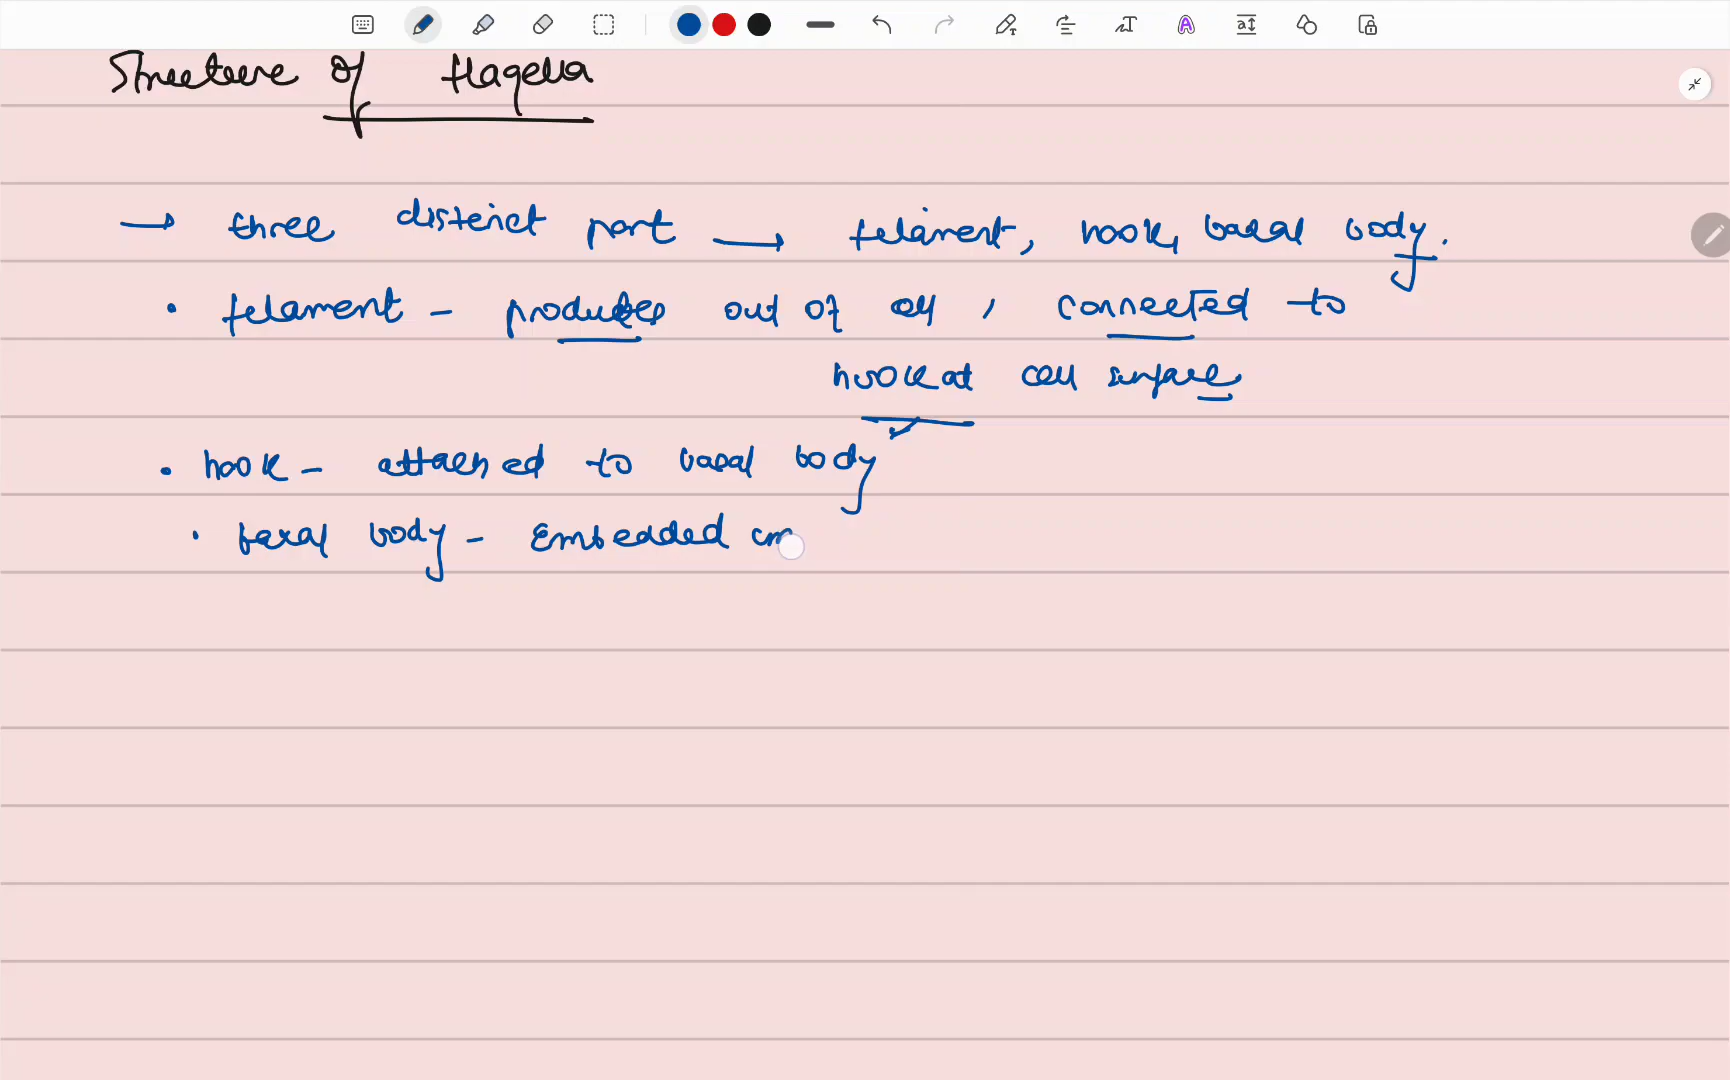 Structure of flagella
→ three distinct part → filament, hook, basal body.
• filament - produces out of cell, connected to
hook at cell surface
• hook - attached to basal body
• basal body - Embedded in